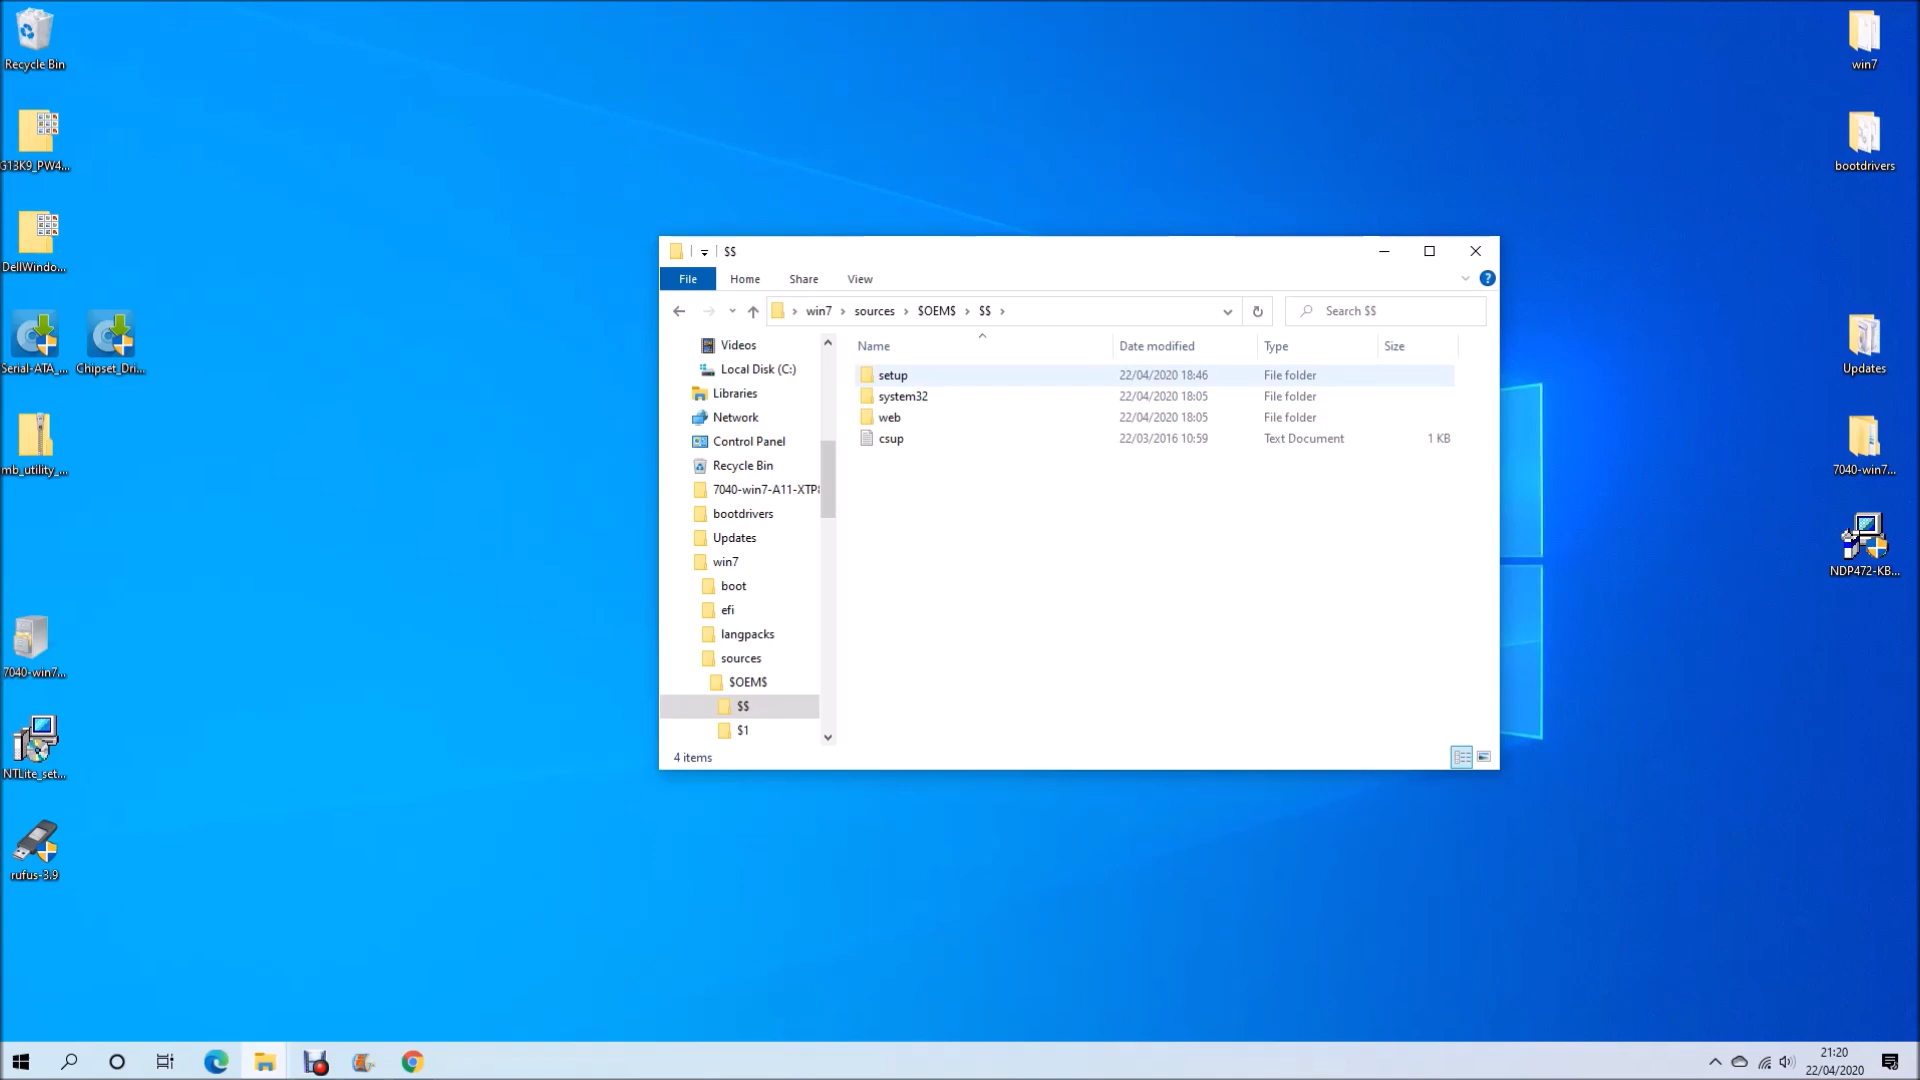 Recycle Bin
G13K9_PW4...
DellWindo...
Serial-ATA_... Chipset_Dri...
mb_utility_...
7040-win7...
NTLite_set...
rufus-3.9
$$
File Home Share View
win7 › sources › $OEM$ › $$ ›
Search $$
Videos
Local Disk (C:)
Libraries
Network
Control Panel
Recycle Bin
7040-win7-A11-XTP8
bootdrivers
Updates
win7
boot
efi
langpacks
sources
$OEM$
$$
$1
Name Date modified Type Size
setup 22/04/2020 18:46 File folder
system32 22/04/2020 18:05 File folder
web 22/04/2020 18:05 File folder
csup 22/03/2016 10:59 Text Document 1 KB
4 items
win7
bootdrivers
Updates
7040-win7...
NDP472-KB...
21:20
22/04/2020